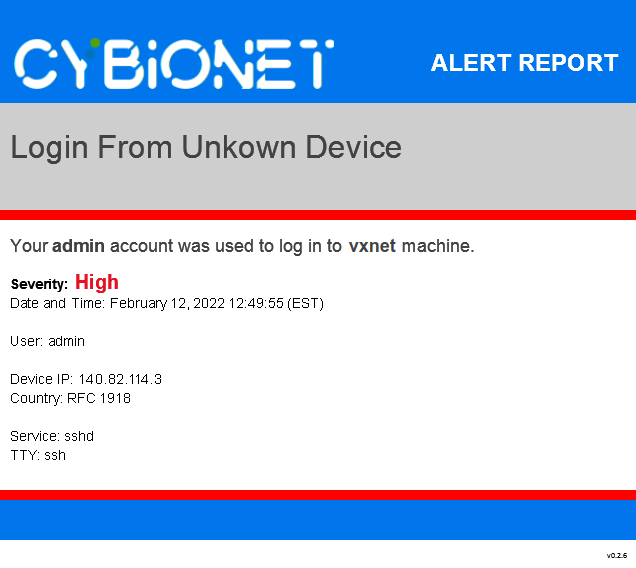 CYBiONET
ALERT REPORT
Login From Unkown Device
Your admin account was used to log in to vxnet machine.
Severity: High
Date and Time: February 12, 2022 12:49:55 (EST)
User: admin
Device IP: 140.82.114.3
Country: RFC 1918
Service: sshd
TTY: ssh
v0.2.6